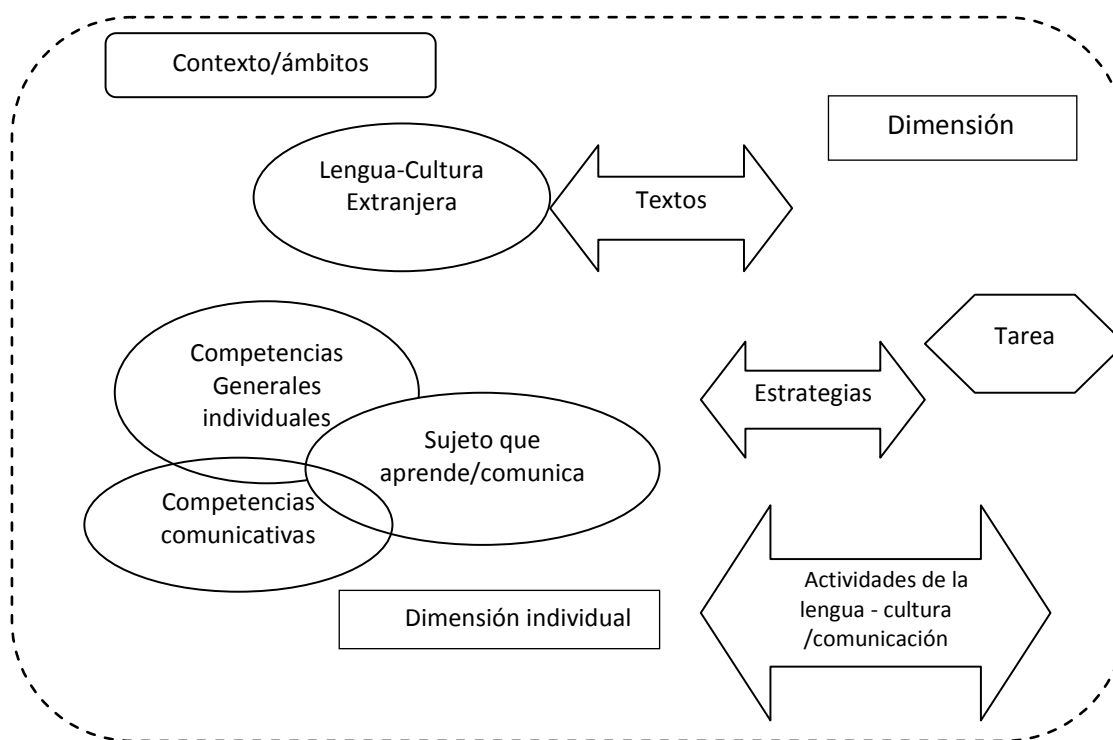 Contexto/ámbitos
Dimensión
Lengua-Cultura
Extranjera
Textos
Tarea
Competencias
Generales
individuales
Estrategias
Sujeto que
aprende/comunica
Competencias
comunicativas
Dimensión individual
Actividades de la
lengua - cultura
/comunicación